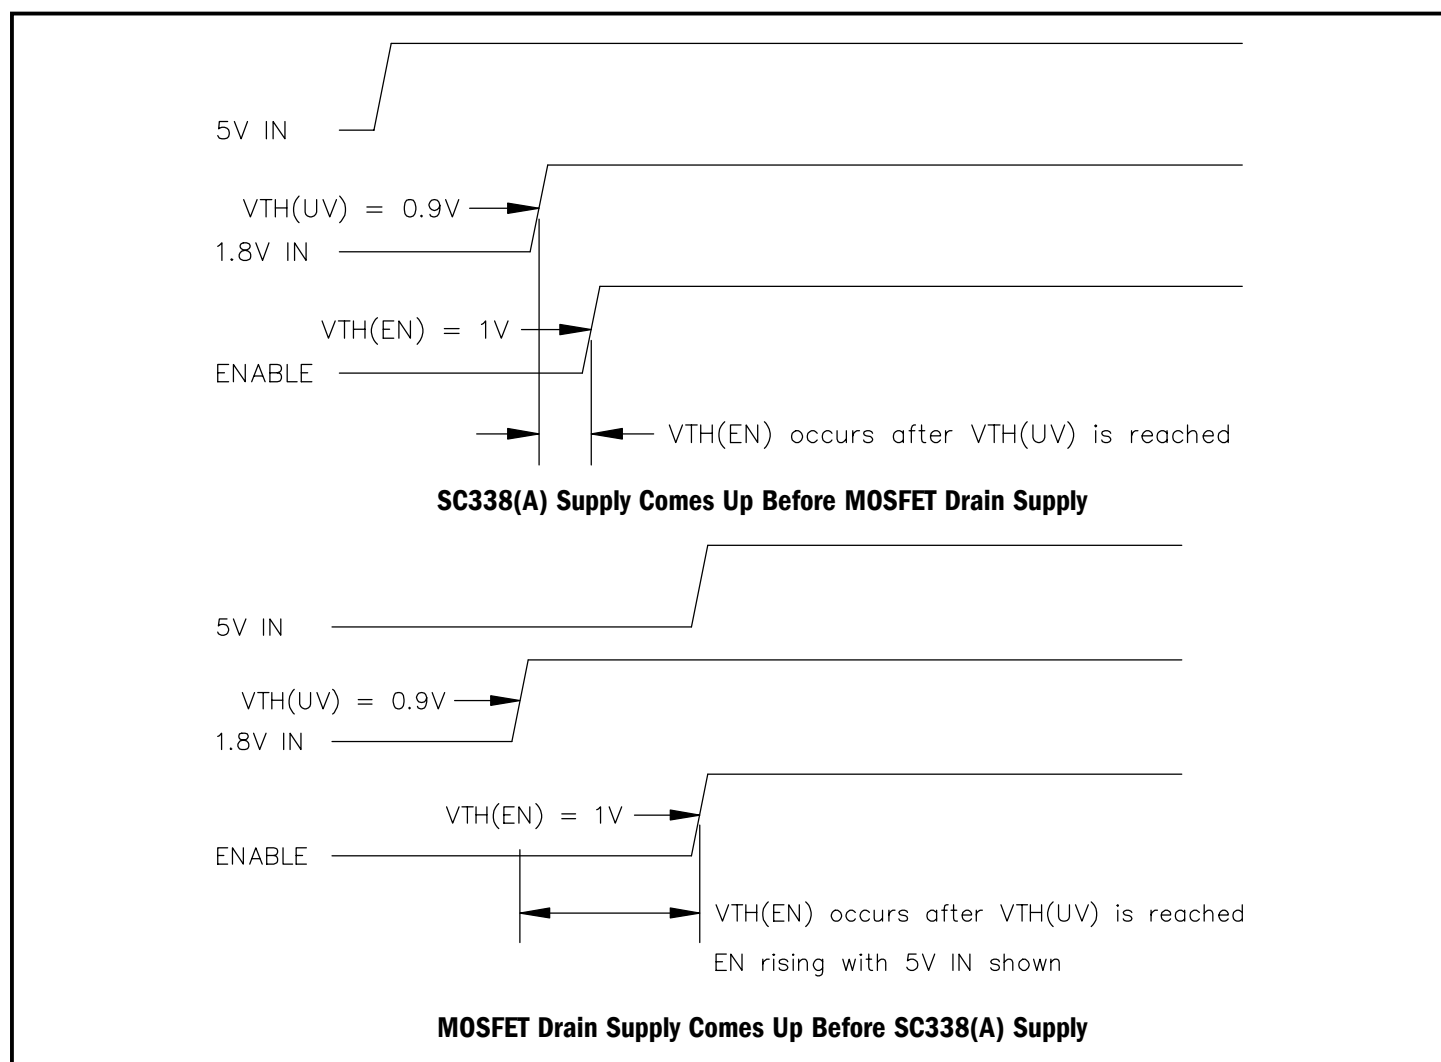 5V IN
VTH(UV) = 0.9V
1.8V IN
VTH(EN) = 1V
ENABLE
VTH(EN) occurs after VTH(UV) is reached
SC338(A) Supply Comes Up Before MOSFET Drain Supply
5V IN
VTH(UV) = 0.9V
1.8V IN
VTH(EN) = 1V
ENABLE
VTH(EN) occurs after VTH(UV) is reached
EN rising with 5V IN shown
MOSFET Drain Supply Comes Up Before SC338(A) Supply